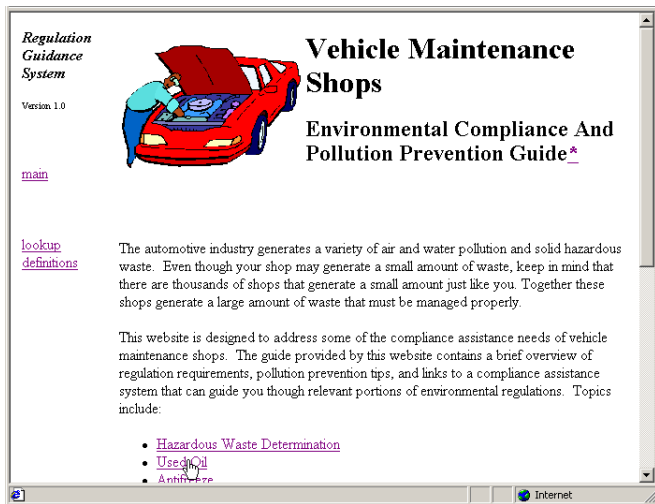 Regulation
Guidance
System
Version 1.0
main
lookup
definitions
Vehicle Maintenance
Shops
Environmental Compliance And
Pollution Prevention Guide*
The automotive industry generates a variety of air and water pollution and solid hazardous
waste.  Even though your shop may generate a small amount of waste, keep in mind that
there are thousands of shops that generate a small amount just like you. Together these
shops generate a large amount of waste that must be managed properly.
This website is designed to address some of the compliance assistance needs of vehicle
maintenance shops.  The guide provided by this website contains a brief overview of
regulation requirements, pollution prevention tips, and links to a compliance assistance
system that can guide you though relevant portions of environmental regulations.  Topics
include:
• Hazardous Waste Determination
• Used Oil
• Antifreeze
Internet